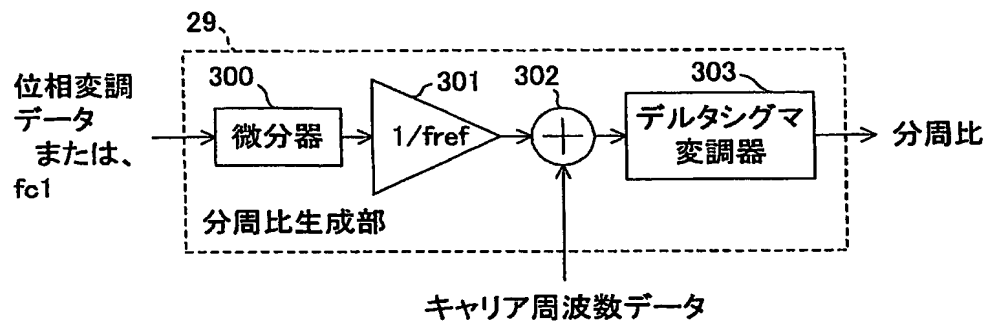 29
位相変調
データ
または、
fc1
300
微分器
301
1/fref
302
303
デルタシグマ
変調器
分周比
分周比生成部
キャリア周波数データ